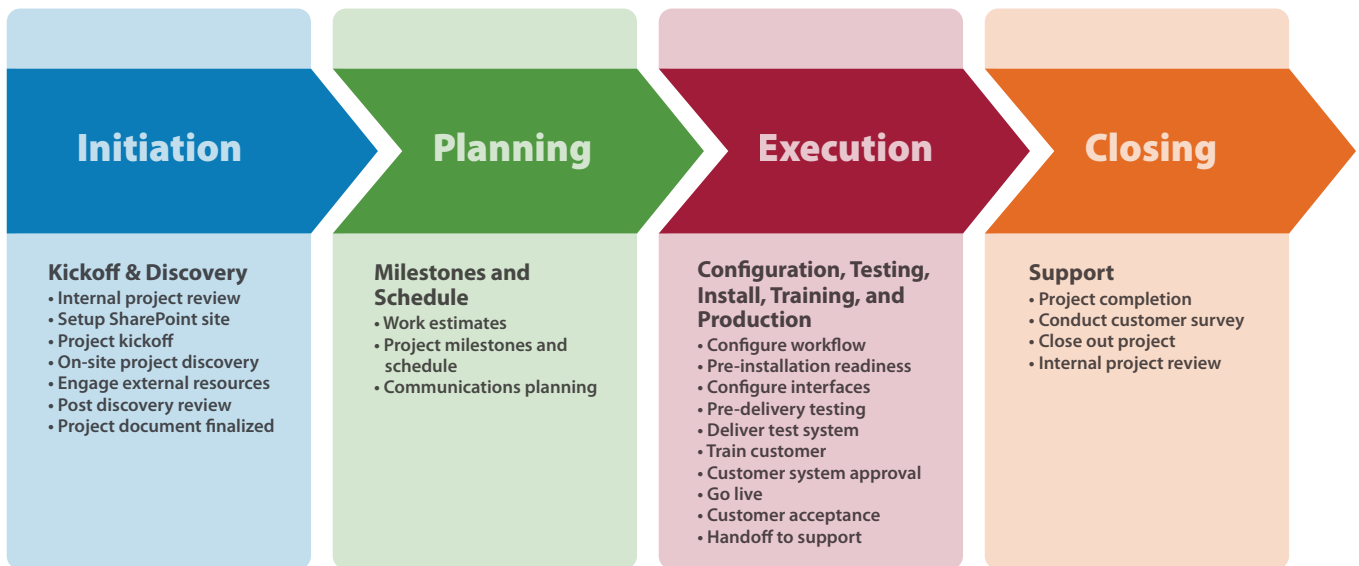 Initiation
Kickoff & Discovery
• Internal project review
• Setup SharePoint site
• Project kickoff
• On-site project discovery
• Engage external resources
• Post discovery review
• Project document finalized
Planning
Milestones and
Schedule
• Work estimates
• Project milestones and
schedule
• Communications planning
Execution
Configuration, Testing,
Install, Training, and
Production
• Configure workflow
• Pre-installation readiness
• Configure interfaces
• Pre-delivery testing
• Deliver test system
• Train customer
• Customer system approval
• Go live
• Customer acceptance
• Handoff to support
Closing
Support
• Project completion
• Conduct customer survey
• Close out project
• Internal project review